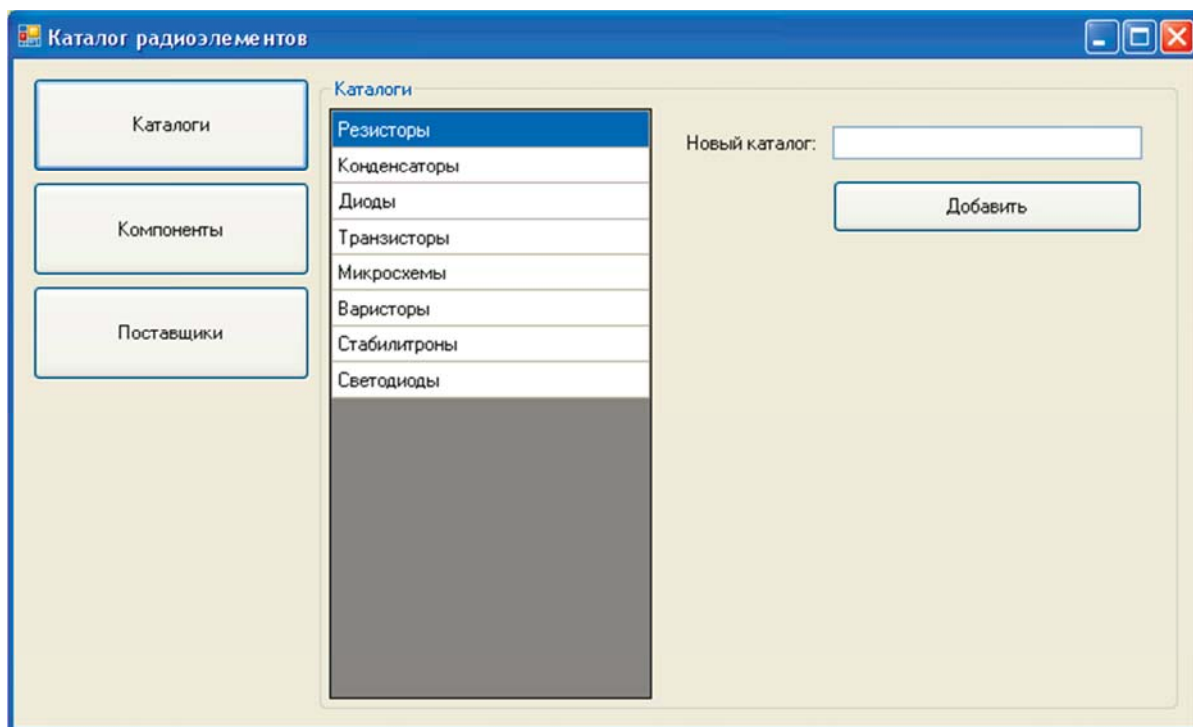 Каталог радиоэлементов
Каталоги
Компоненты
Поставщики
Каталоги
Резисторы
Конденсаторы
Диоды
Транзисторы
Микросхемы
Варисторы
Стабилитроны
Светодиоды
Новый каталог:
Добавить